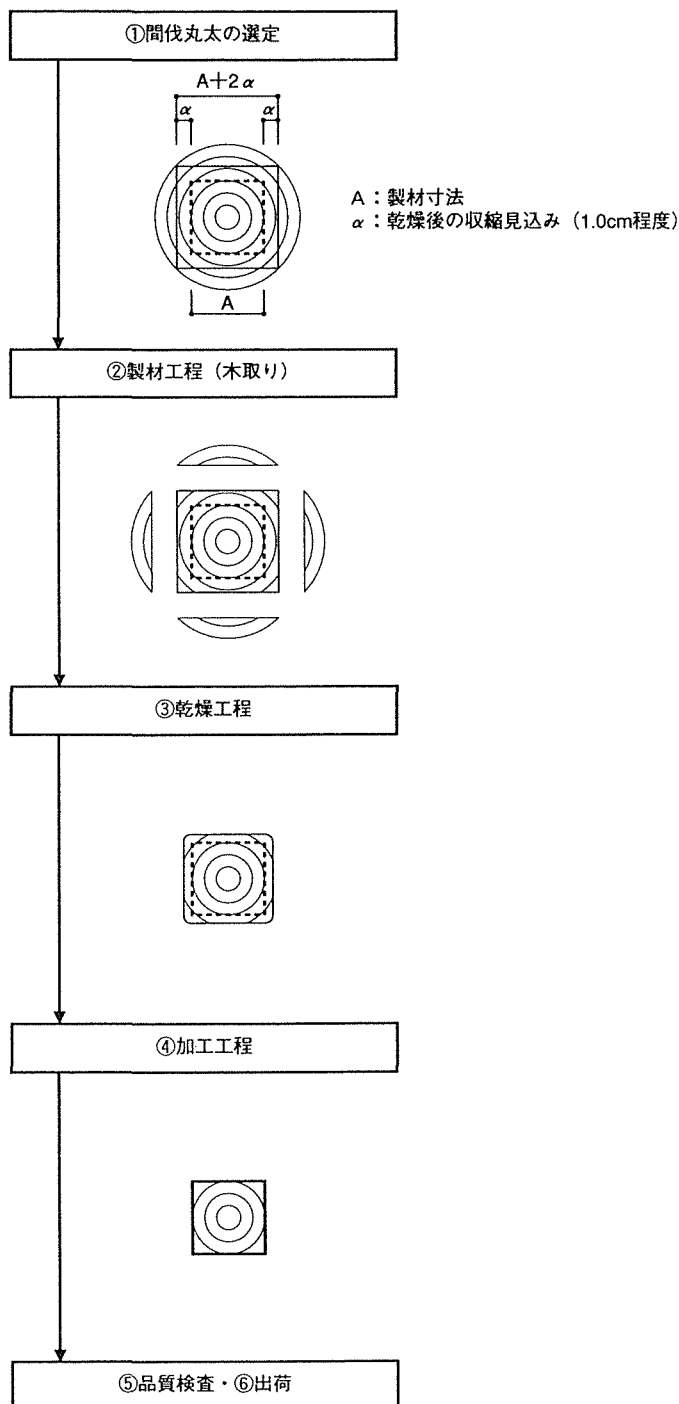 ①間伐丸太の選定
A+2α
α α
A：製材寸法
α：乾燥後の収縮見込み（1.0cm程度）
A
②製材工程（木取り）
③乾燥工程
④加工工程
⑤品質検査・⑥出荷